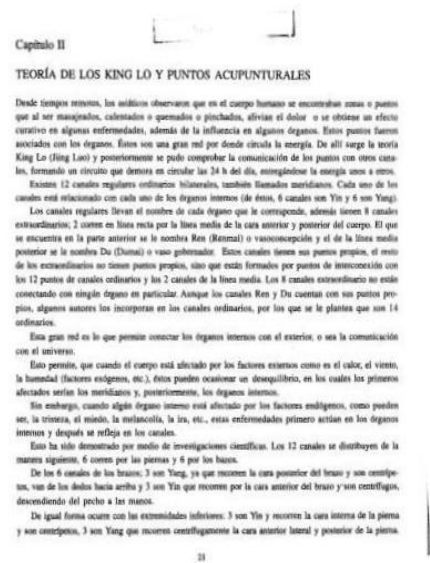 Capítulo II
TEORÍA DE LOS KING LO Y PUNTOS ACUPUNTURALES
Desde tiempos remotos, los asiáticos observaron que en el cuerpo humano se encontraban zonas o puntos
que al ser masajeados, calentados o quemados o pinchados, alivian el dolor o se obtiene un efecto
curativo en algunas enfermedades, además de la influencia en algunos órganos. Estos puntos fueron
asociados con los órganos. Éstos son una gran red por donde circula la energía. De allí surge la teoría
King Lo (Jiing Luo) y posteriormente se pudo comprobar la comunicación de los puntos con otros cana-
les, formando un circuito que demora en circular las 24 h del día, entregándose la energía unos a otros.
Existen 12 canales regulares ordinarios bilaterales, también llamados meridianos. Cada uno de los
canales está relacionado con cada uno de los órganos internos (de éstos, 6 canales son Yin y 6 son Yang).
Los canales regulares llevan el nombre de cada órgano que le corresponde, además tienen 8 canales
extraordinarios; 2 corren en línea recta por la línea media de la cara anterior y posterior del cuerpo. El que
se encuentra en la parte anterior se le nombra Ren (Renmai) o vasoconcepción y el de la línea media
posterior se le nombra Du (Dumai) o vaso gobernador. Estos canales tienen sus puntos propios, el resto
de los extraordinarios no tienen puntos propios, sino que están formados por puntos de interconexión con
los 12 puntos de canales ordinarios y los 2 canales de la línea media. Los 8 canales extraordinario no están
conectando con ningún órgano en particular. Aunque los canales Ren y Du cuentan con sus puntos pro-
pios, algunos autores los incorporan en los canales ordinarios, por los que se le plantea que son 14
ordinarios.
Esta gran red es lo que permite conectar los órganos internos con el exterior, o sea la comunicación
con el universo.
Esto permite, que cuando el cuerpo está afectado por los factores externos como es el calor, el viento,
la humedad (factores exógenos, etc.), éstos pueden ocasionar un desequilibrio, en los cuales los primeros
afectados serían los meridianos y, posteriormente, los órganos internos.
Sin embargo, cuando algún órgano interno está afectado por los factores endógenos, como pueden
ser, la tristeza, el miedo, la melancolía, la ira, etc., estas enfermedades primero actúan en los órganos
internos y después se refleja en los canales.
Esto ha sido demostrado por medio de investigaciones científicas. Los 12 canales se distribuyen de la
manera siguiente, 6 corren por las piernas y 6 por los bazos.
De los 6 canales de los brazos; 3 son Yang, ya que recorren la cara posterior del brazo y son centrípe-
tos, van de los dedos hacia arriba y 3 son Yin que recorren por la cara anterior del brazo y son centrífugos,
descendiendo del pecho a las manos.
De igual forma ocurre con las extremidades inferiores: 3 son Yin y recorren la cara interna de la pierna
y son centrípetos, 3 son Yang que recorren centrífugamente la cara anterior lateral y posterior de la pierna.